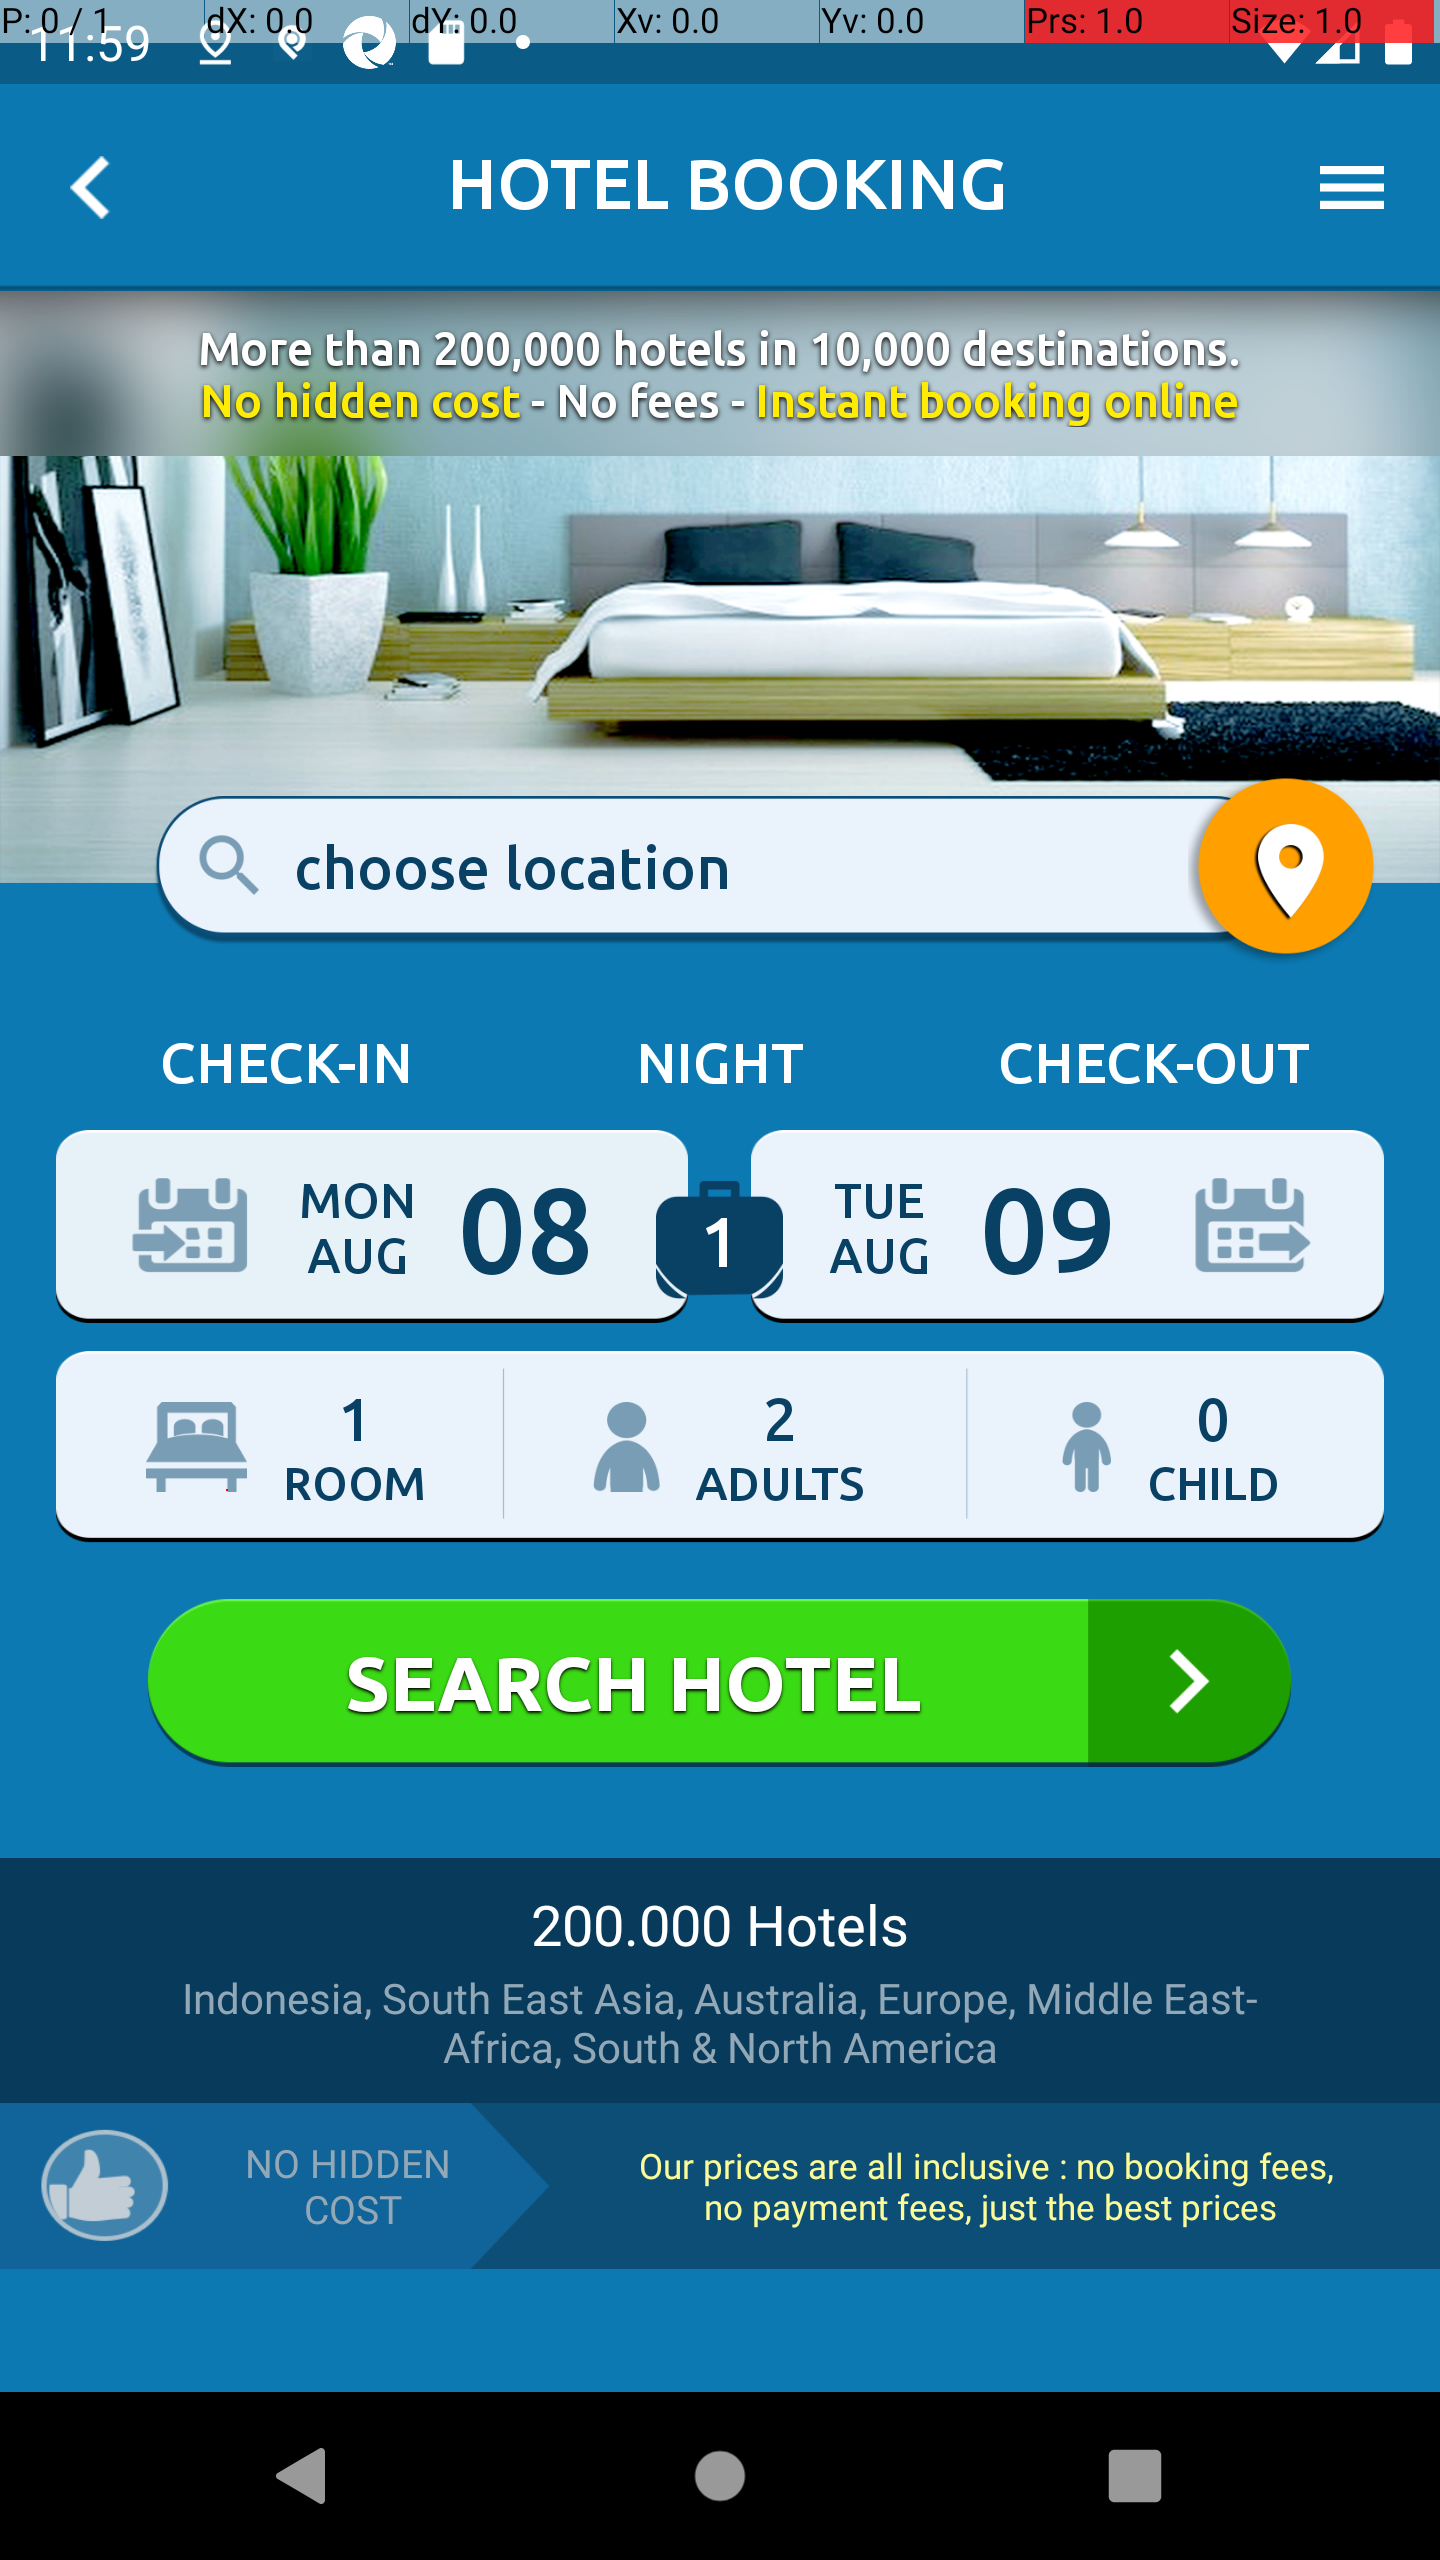 P: 0 / 1 dX: 0.0 dY: 0.0 Xv: 0.0 Yv: 0.0 Prs: 1.0 Size: 1.0
11:59
HOTEL BOOKING
More than 200,000 hotels in 10,000 destinations.
No hidden cost - No fees - Instant booking online
choose location
CHECK-IN NIGHT CHECK-OUT
MON AUG 08
1
TUE AUG 09
1 ROOM
2 ADULTS
0 CHILD
SEARCH HOTEL
200.000 Hotels
Indonesia, South East Asia, Australia, Europe, Middle East-
Africa, South & North America
NO HIDDEN
COST
Our prices are all inclusive : no booking fees,
no payment fees, just the best prices